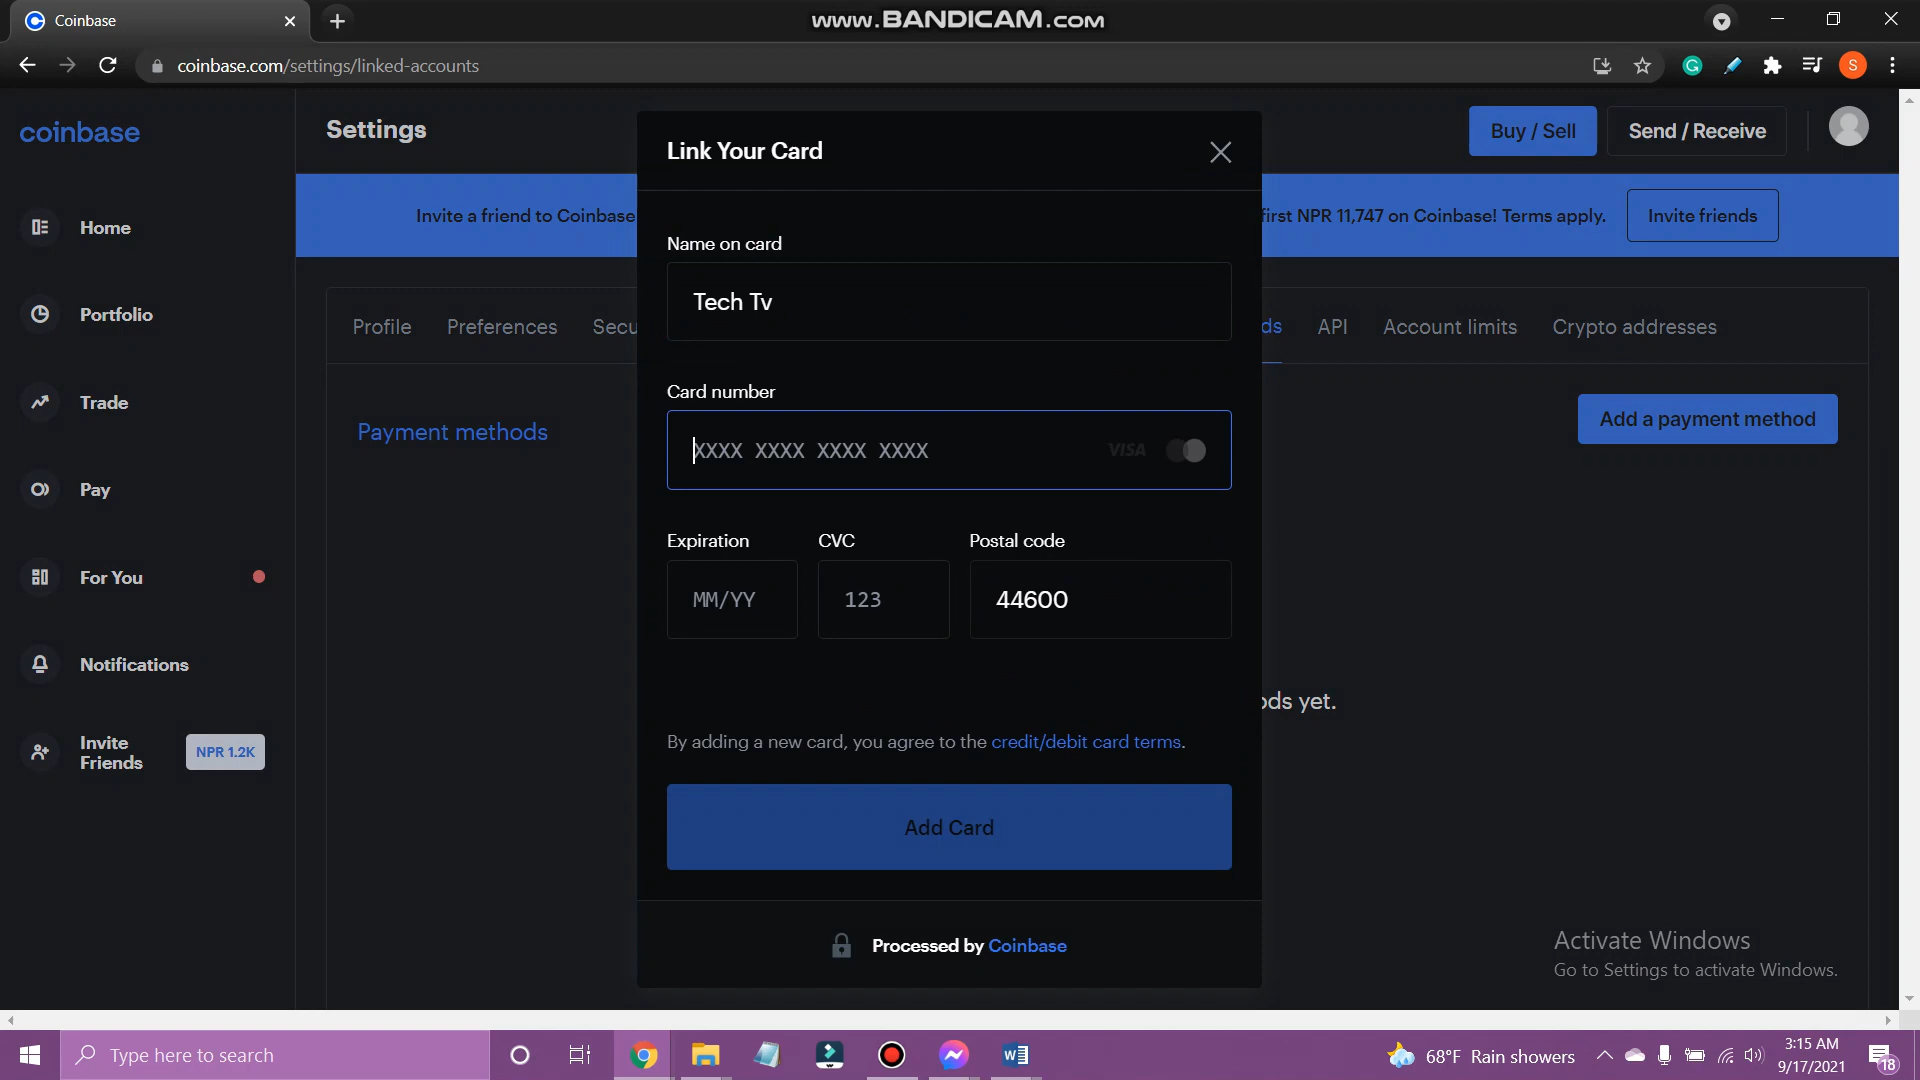 Coinbase
www.BANDICAM.COM
coinbase.com/settings/linked-accounts
S
coinbase
Settings
Buy / Sell
Send / Receive
Invite a friend to Coinbase
first NPR 11,747 on Coinbase! Terms apply.
Invite friends
Home
Portfolio
Trade
Pay
For You
Notifications
Invite
Friends
NPR 1.2K
Profile
Preferences
Secu
ds
API
Account limits
Crypto addresses
Payment methods
Add a payment method
ods yet.
Link Your Card
Name on card
Tech Tv
Card number
XXXX XXXX XXXX XXXX
VISA
Expiration
CVC
Postal code
MM/YY
123
44600
By adding a new card, you agree to the credit/debit card terms.
Add Card
Processed by Coinbase
Activate Windows
Go to Settings to activate Windows.
Type here to search
68°F Rain showers
3:15 AM
9/17/2021
18